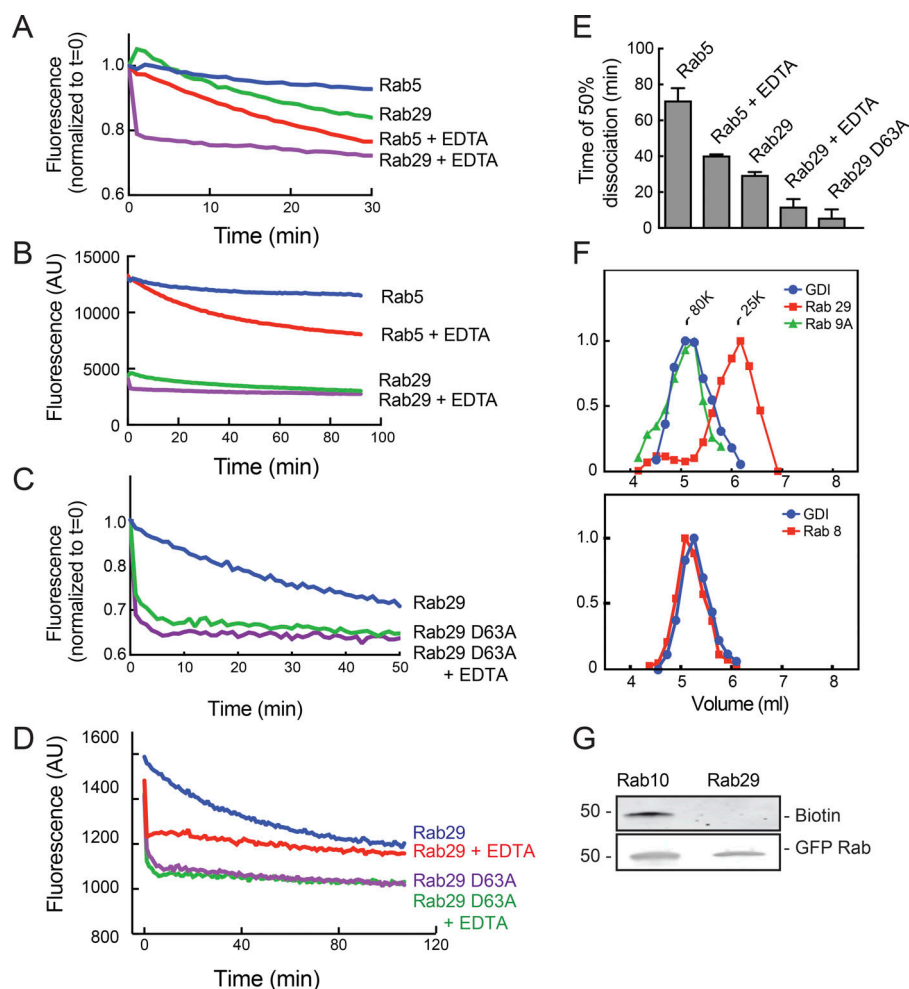 A
Fluorescence
(normalized to t=0)
1.0
0.8
0.6
0
10
20
30
Time (min)
Rab5
Rab29
Rab5 + EDTA
Rab29 + EDTA
B
Fluorescence (AU)
15000
10000
5000
0
0
20
40
60
80
100
Time (min)
Rab5
Rab5 + EDTA
Rab29
Rab29 + EDTA
C
Fluorescence
(normalized to t=0)
1.0
0.8
0.7
0.6
0
10
20
30
40
50
Time (min)
Rab29
Rab29 D63A
Rab29 D63A
+ EDTA
D
Fluorescence (AU)
1600
1400
1200
1000
800
0
40
80
120
Time (min)
Rab29
Rab29 + EDTA
Rab29 D63A
Rab29 D63A
+ EDTA
E
Time of 50%
dissociation (min)
100
80
60
40
20
0
Rab5
Rab5 + EDTA
Rab29
Rab29 + EDTA
Rab29 D63A
F
80K
25K
GDI
Rab 29
Rab 9A
1.0
0.5
0
4
5
6
7
8
GDI
Rab 8
1.0
0.5
0
4
5
6
7
8
Volume (ml)
G
Rab10 Rab29
50 - - Biotin
50 - - GFP Rab